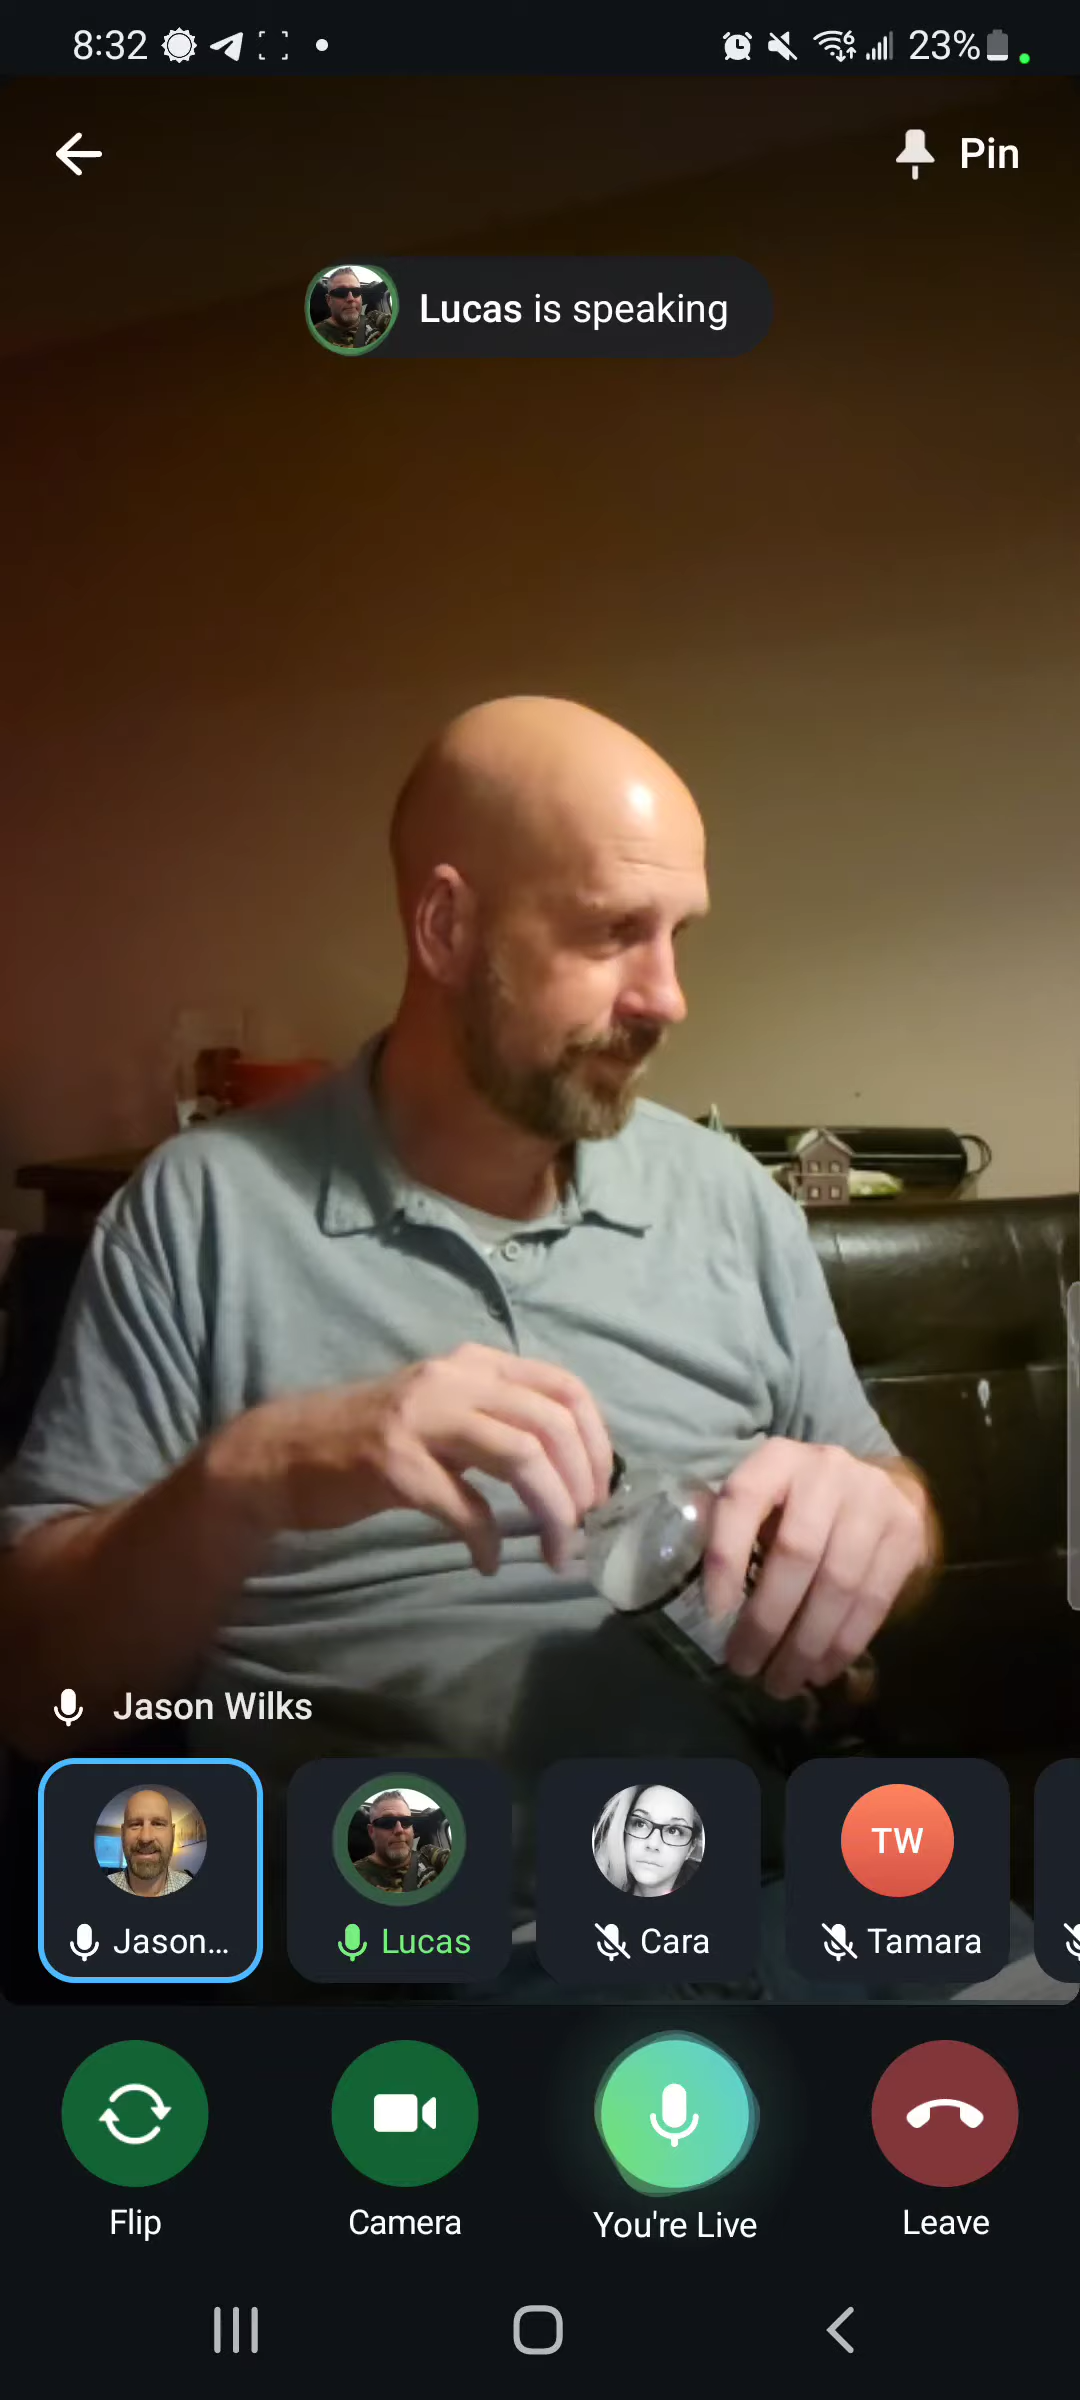 8:32
23%
Pin
Lucas is speaking
Jason Wilks
Jason...
Lucas
Cara
TW
Tamara
Flip
Camera
You're Live
Leave